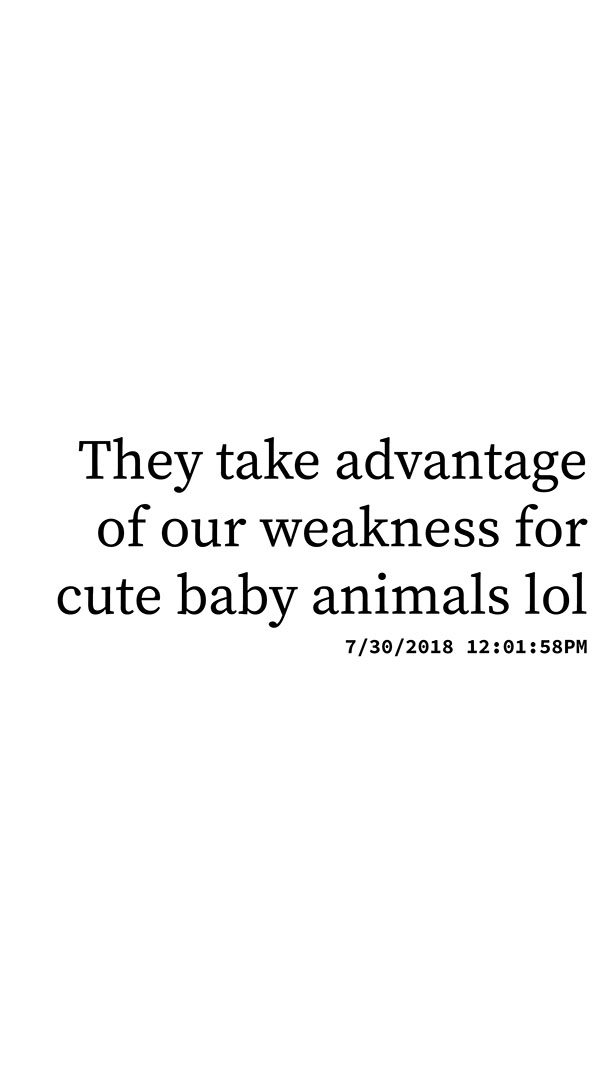 They take advantage
of our weakness for
cute baby animals lol
7/30/2018 12:01:58PM